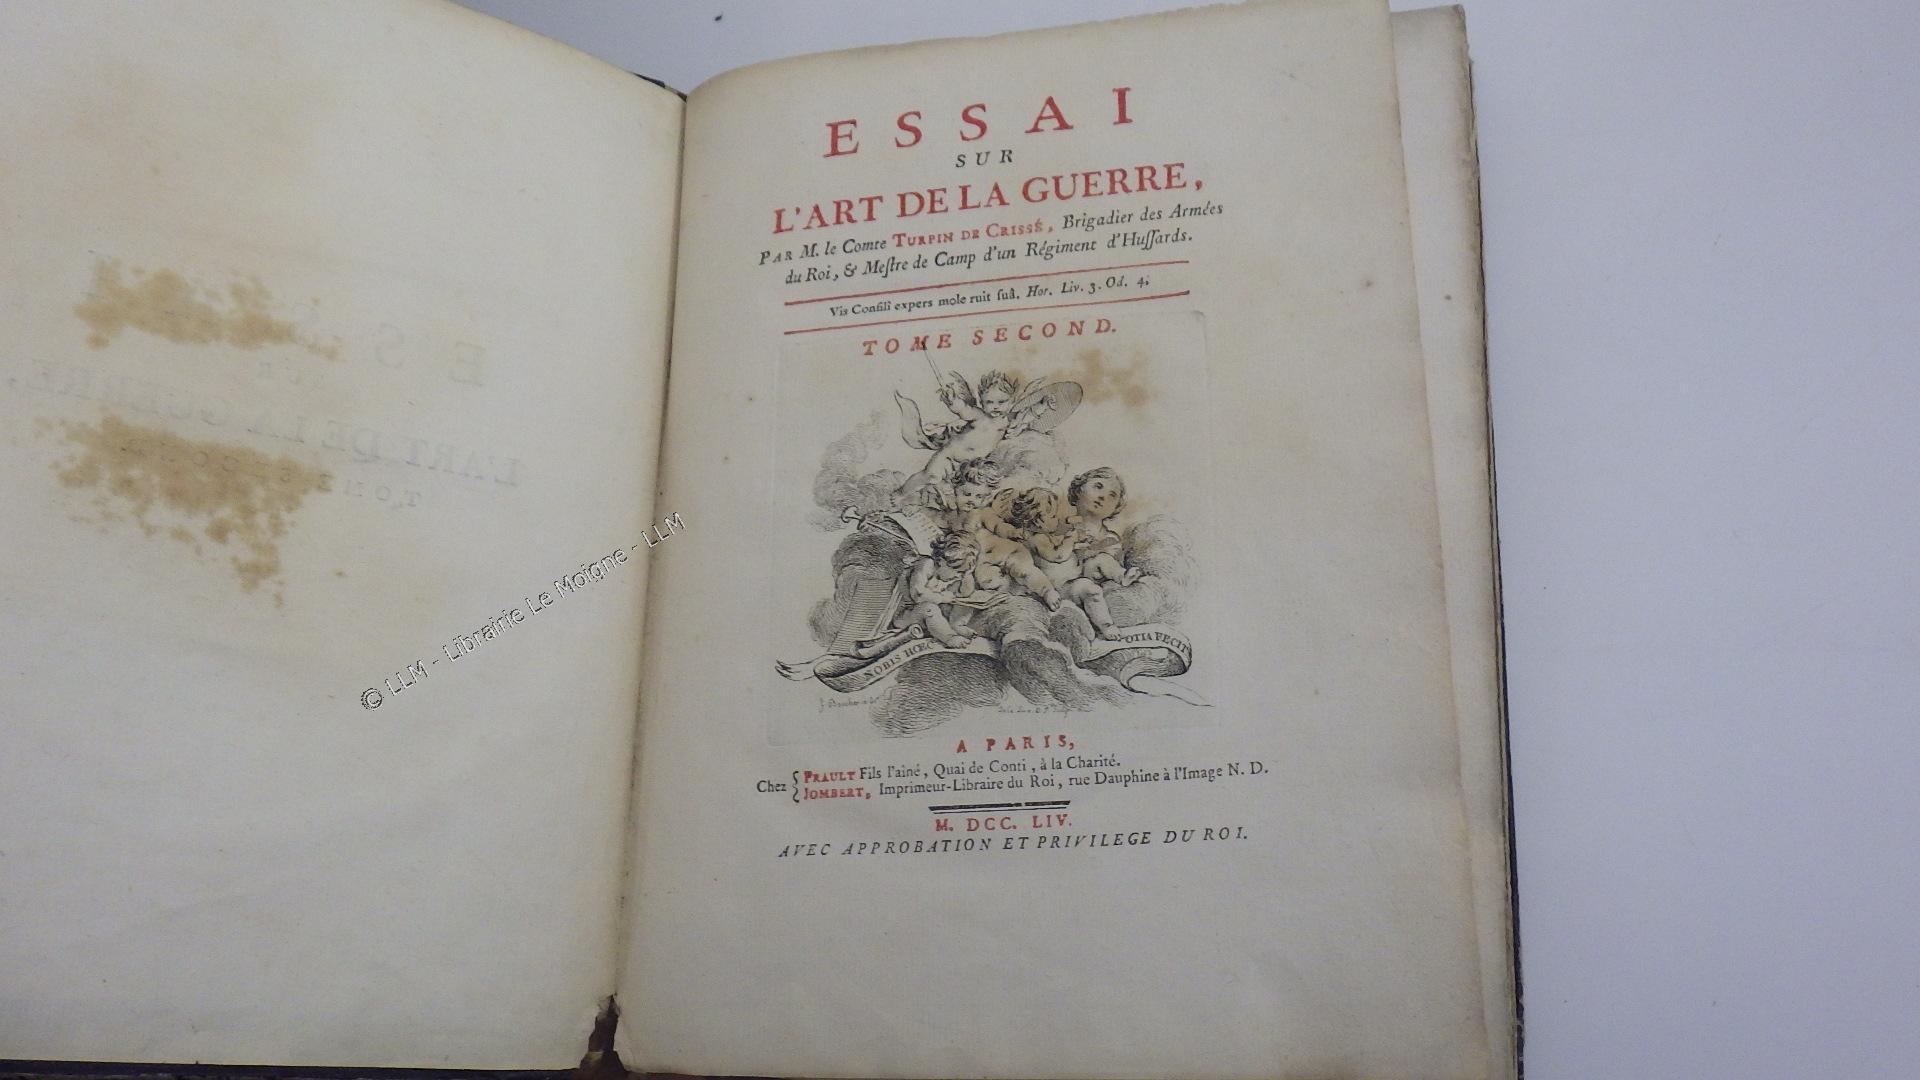 ESSAI
SUR
L'ART DE LA GUERRE,
PAR M. le Comte TURPIN DE CRISSÉ, Brigadier des Armées
du Roi, & Meſtre de Camp d'un Régiment d'Huſſards.
Vis Conſilî expers mole ruit ſuâ. Hor. Liv. 3. Od. 4.
TOME SECOND.
NOBIS HŒC OTIA FECIT
A PARIS,
Chez PRAULT Fils l'aîné, Quai de Conti, à la Charité.
JOMBERT, Imprimeur-Libraire du Roi, rue Dauphine à l'Image N. D.
M. DCC. LIV.
AVEC APPROBATION ET PRIVILEGE DU ROI.
© LLM - Librairie Le Moigne - LLM